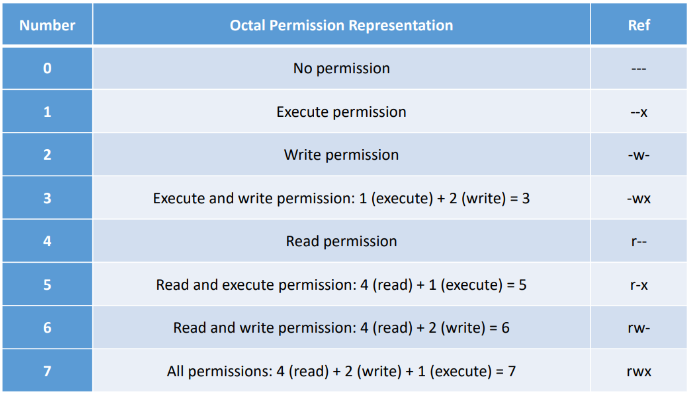 Number Octal Permission Representation Ref
0 No permission ---
1 Execute permission --x
2 Write permission -w-
3 Execute and write permission: 1 (execute) + 2 (write) = 3 -wx
4 Read permission r--
5 Read and execute permission: 4 (read) + 1 (execute) = 5 r-x
6 Read and write permission: 4 (read) + 2 (write) = 6 rw-
7 All permissions: 4 (read) + 2 (write) + 1 (execute) = 7 rwx